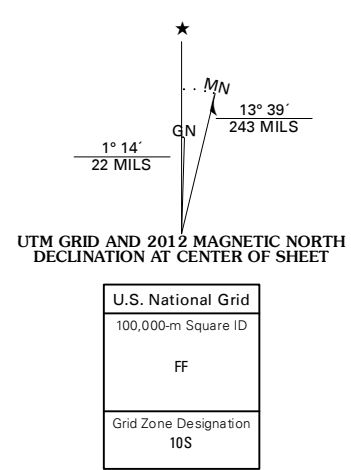 ★
MN
GN
13° 39´
243 MILS
1° 14´
22 MILS
UTM GRID AND 2012 MAGNETIC NORTH
DECLINATION AT CENTER OF SHEET
U.S. National Grid
100,000-m Square ID
FF
Grid Zone Designation
10S